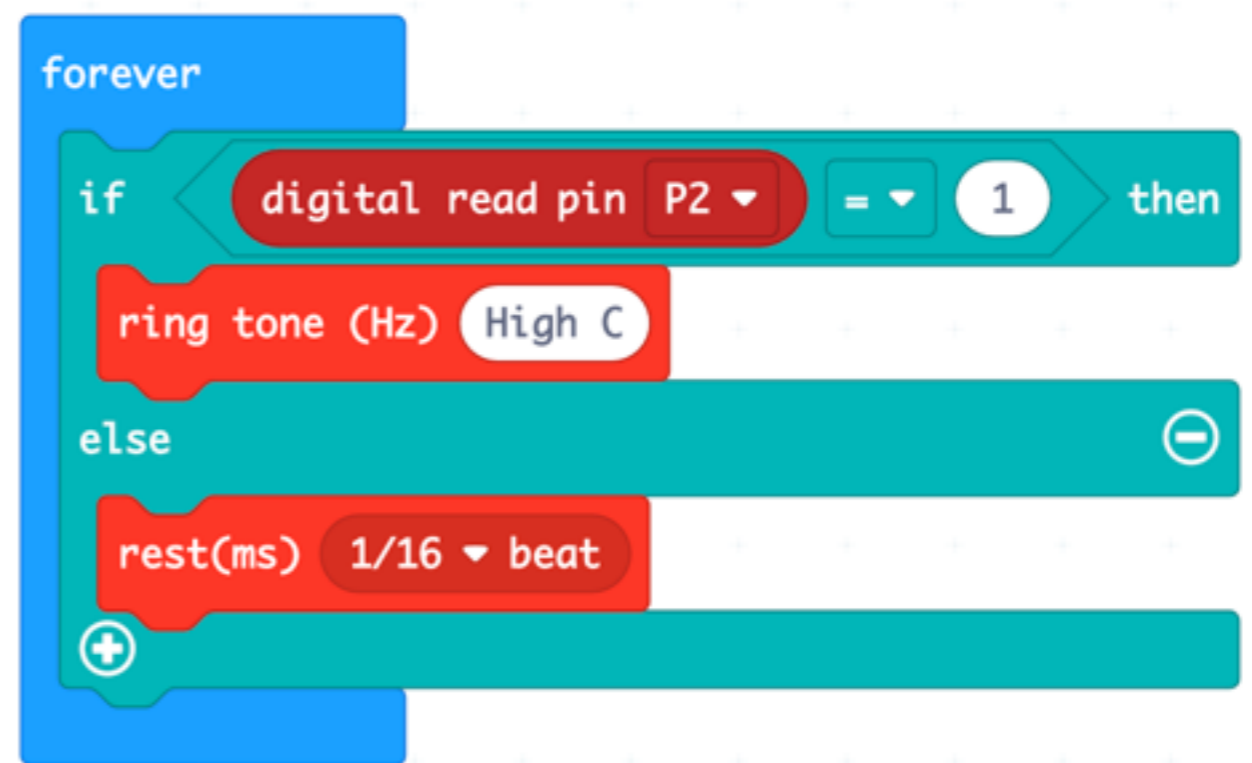 forever
if digital read pin P2 = 1 then
ring tone (Hz) High C
else
rest(ms) 1/16 beat